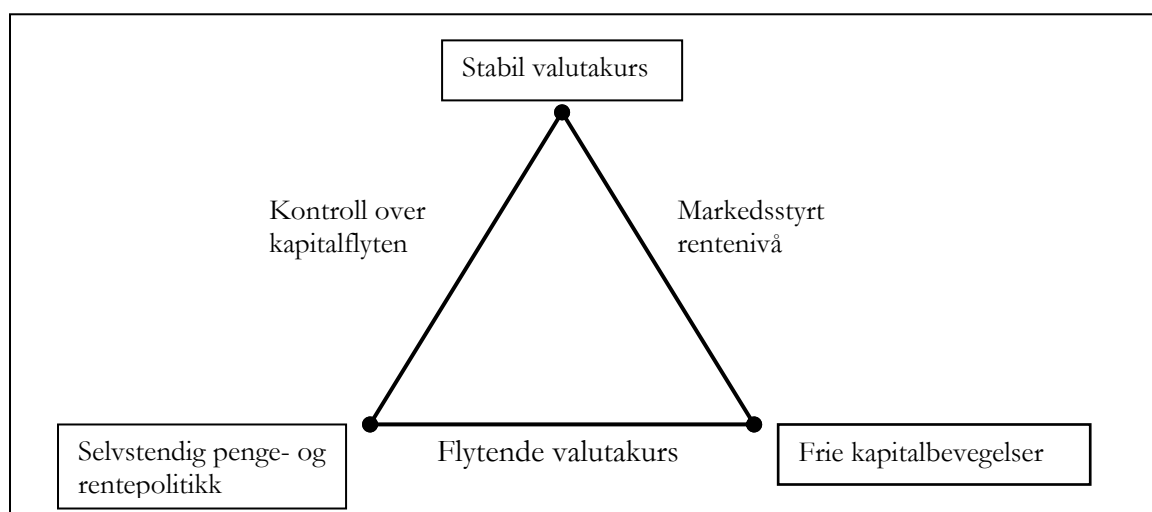 Stabil valutakurs
Kontroll over
kapitalflyten
Markedsstyrt
rentenivå
Selvstendig penge- og
rentepolitikk
Flytende valutakurs
Frie kapitalbevegelser